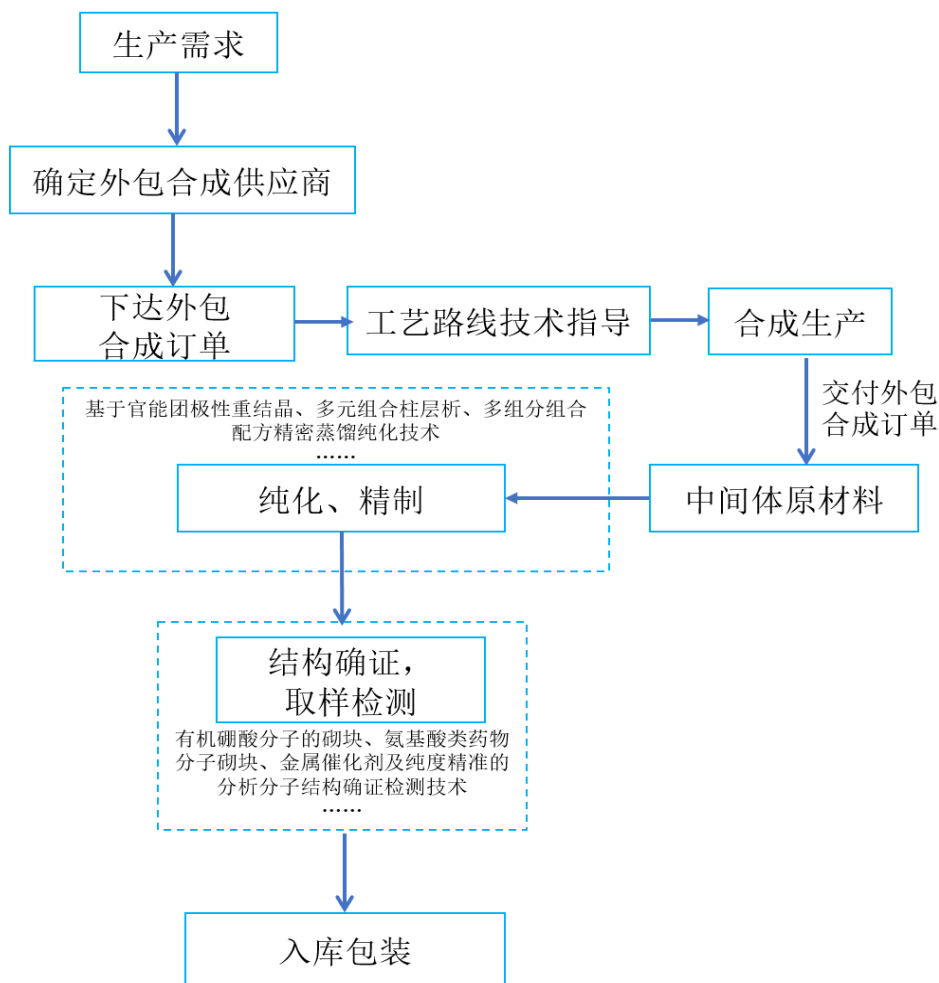 生产需求
确定外包合成供应商
下达外包
合成订单
工艺路线技术指导
合成生产
交付外包
合成订单
基于官能团极性重结晶、多元组合柱层析、多组分组合
配方精密蒸馏纯化技术
……
纯化、精制
中间体原材料
结构确证，
取样检测
有机硼酸分子的砌块、氨基酸类药物
分子砌块、金属催化剂及纯度精准的
分析分子结构确证检测技术
……
入库包装